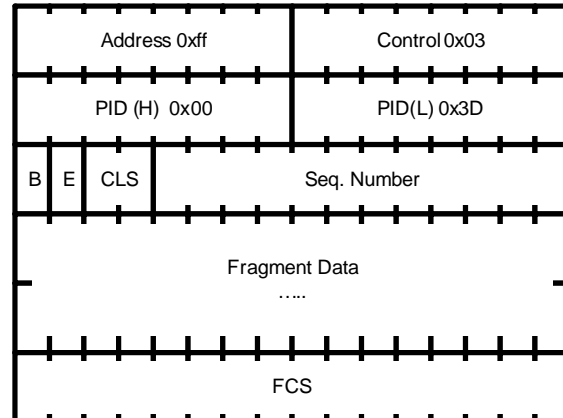 Address 0xff Control 0x03
PID (H) 0x00 PID(L) 0x3D
B E CLS Seq. Number
Fragment Data
.....
FCS